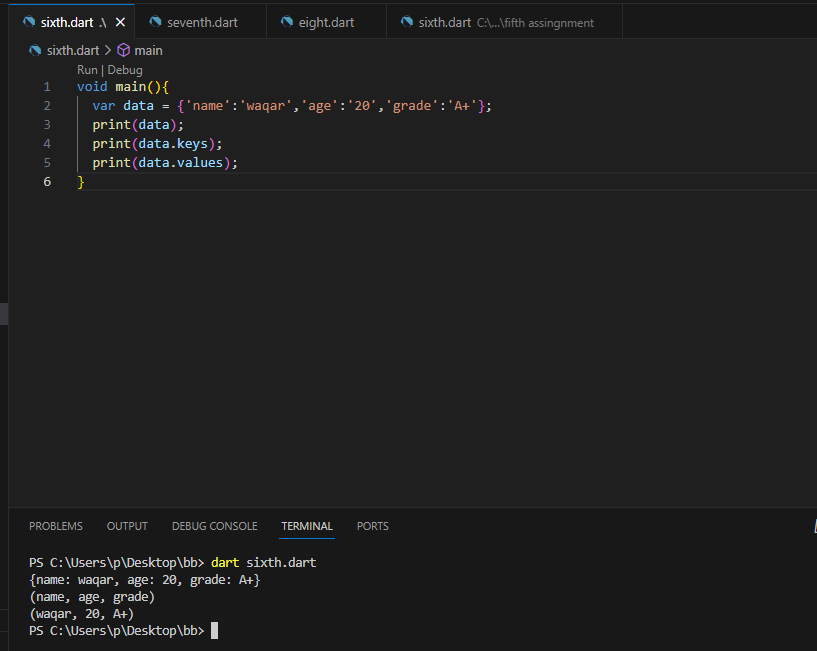 sixth.dart .\ seventh.dart eight.dart sixth.dart C:\...\fifth assingnment
sixth.dart > main
Run | Debug
1 void main(){
2 var data = {'name':'waqar','age':'20','grade':'A+'};
3 print(data);
4 print(data.keys);
5 print(data.values);
6 }
PROBLEMS OUTPUT DEBUG CONSOLE TERMINAL PORTS
PS C:\Users\p\Desktop\bb> dart sixth.dart
{name: waqar, age: 20, grade: A+}
(name, age, grade)
(waqar, 20, A+)
PS C:\Users\p\Desktop\bb>